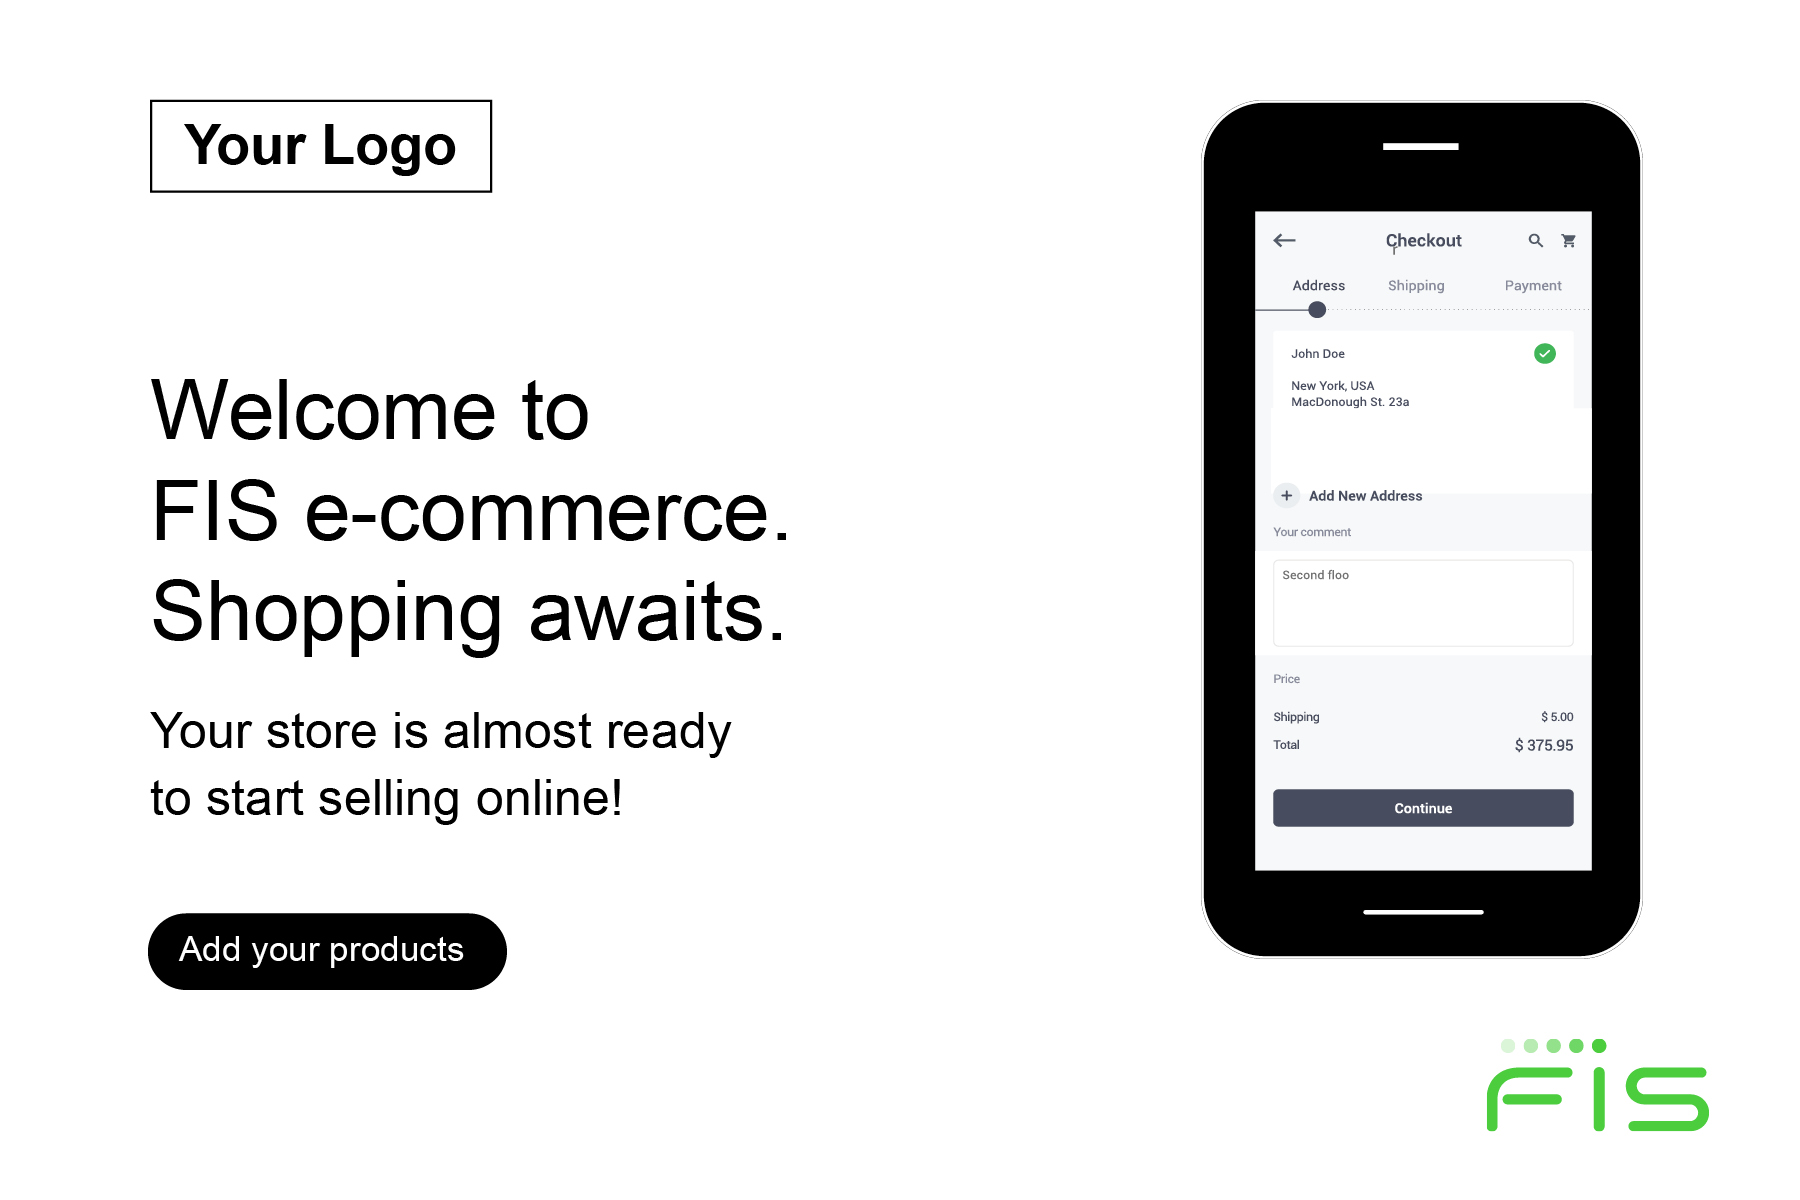 Your Logo
Welcome to
FIS e-commerce.
Shopping awaits.
Your store is almost ready
to start selling online!
Add your products
Checkout
Address Shipping Payment
John Doe
New York, USA
MacDonough St. 23a
Add New Address
Your comment
Second floo
Price
Shipping $ 5.00
Total $ 375.95
Continue
FIS